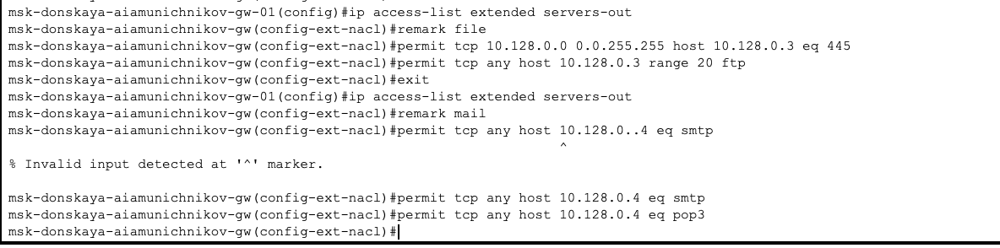 msk-donskaya-aiamunichnikov-gw-01(config)#ip access-list extended servers-out
msk-donskaya-aiamunichnikov-gw(config-ext-nacl)#remark file
msk-donskaya-aiamunichnikov-gw(config-ext-nacl)#permit tcp 10.128.0.0 0.0.255.255 host 10.128.0.3 eq 445
msk-donskaya-aiamunichnikov-gw(config-ext-nacl)#permit tcp any host 10.128.0.3 range 20 ftp
msk-donskaya-aiamunichnikov-gw(config-ext-nacl)#exit
msk-donskaya-aiamunichnikov-gw-01(config)#ip access-list extended servers-out
msk-donskaya-aiamunichnikov-gw(config-ext-nacl)#remark mail
msk-donskaya-aiamunichnikov-gw(config-ext-nacl)#permit tcp any host 10.128.0..4 eq smtp
^
% Invalid input detected at '^' marker.
msk-donskaya-aiamunichnikov-gw(config-ext-nacl)#permit tcp any host 10.128.0.4 eq smtp
msk-donskaya-aiamunichnikov-gw(config-ext-nacl)#permit tcp any host 10.128.0.4 eq pop3
msk-donskaya-aiamunichnikov-gw(config-ext-nacl)#